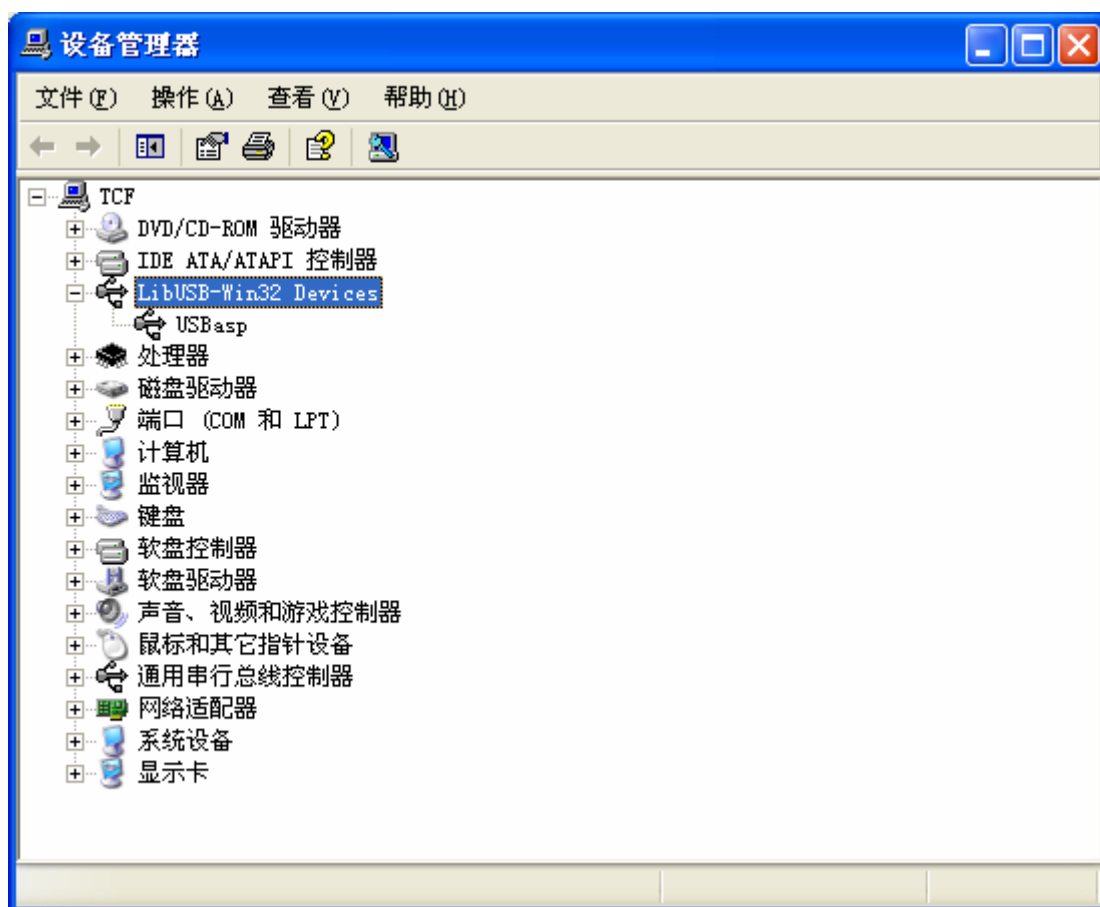 设备管理器
文件(F) 操作(A) 查看(V) 帮助(H)
TCF
DVD/CD-ROM 驱动器
IDE ATA/ATAPI 控制器
LibUSB-Win32 Devices
USBasp
处理器
磁盘驱动器
端口 (COM 和 LPT)
计算机
监视器
键盘
软盘控制器
软盘驱动器
声音、视频和游戏控制器
鼠标和其它指针设备
通用串行总线控制器
网络适配器
系统设备
显示卡